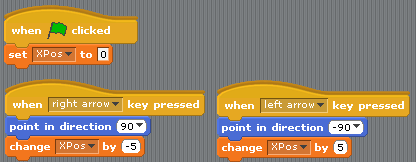 when clicked
set XPos to 0
when right arrow key pressed
point in direction 90
change XPos by -5
when left arrow key pressed
point in direction -90
change XPos by 5